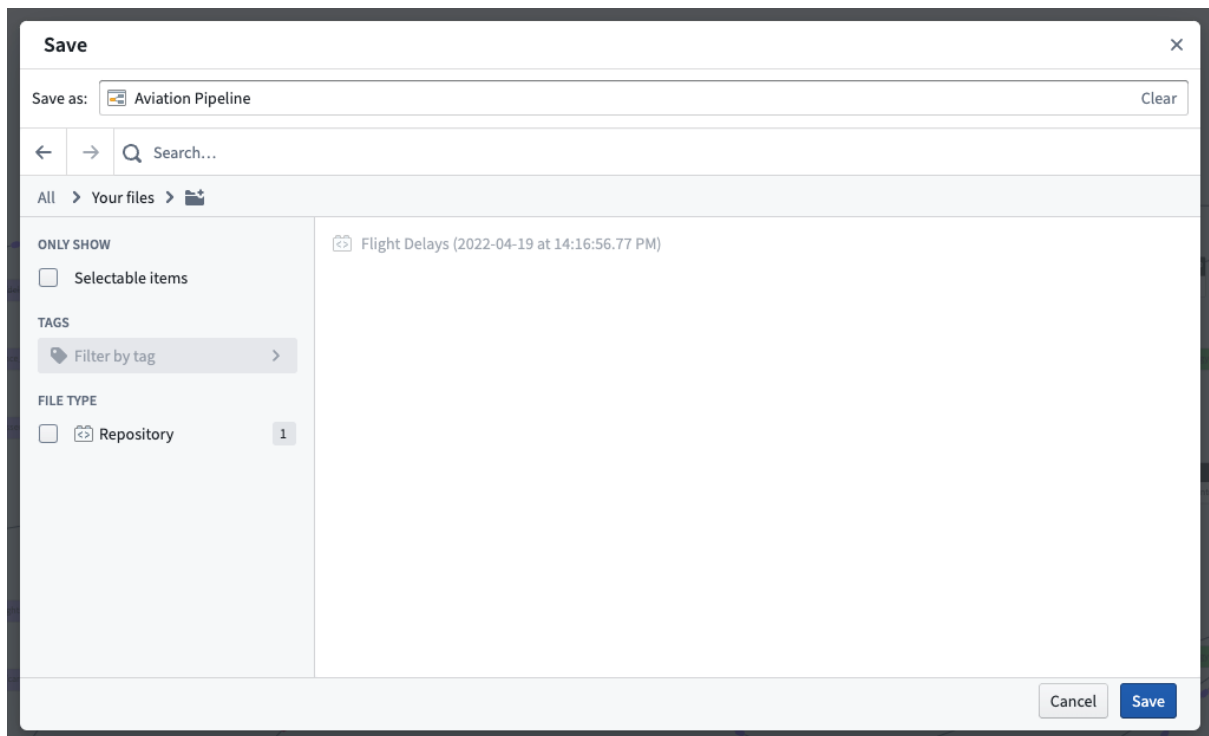 Save
Save as: Aviation Pipeline Clear
Search...
All > Your files >
ONLY SHOW
Selectable items
TAGS
Filter by tag
FILE TYPE
Repository 1
Flight Delays (2022-04-19 at 14:16:56.77 PM)
Cancel Save